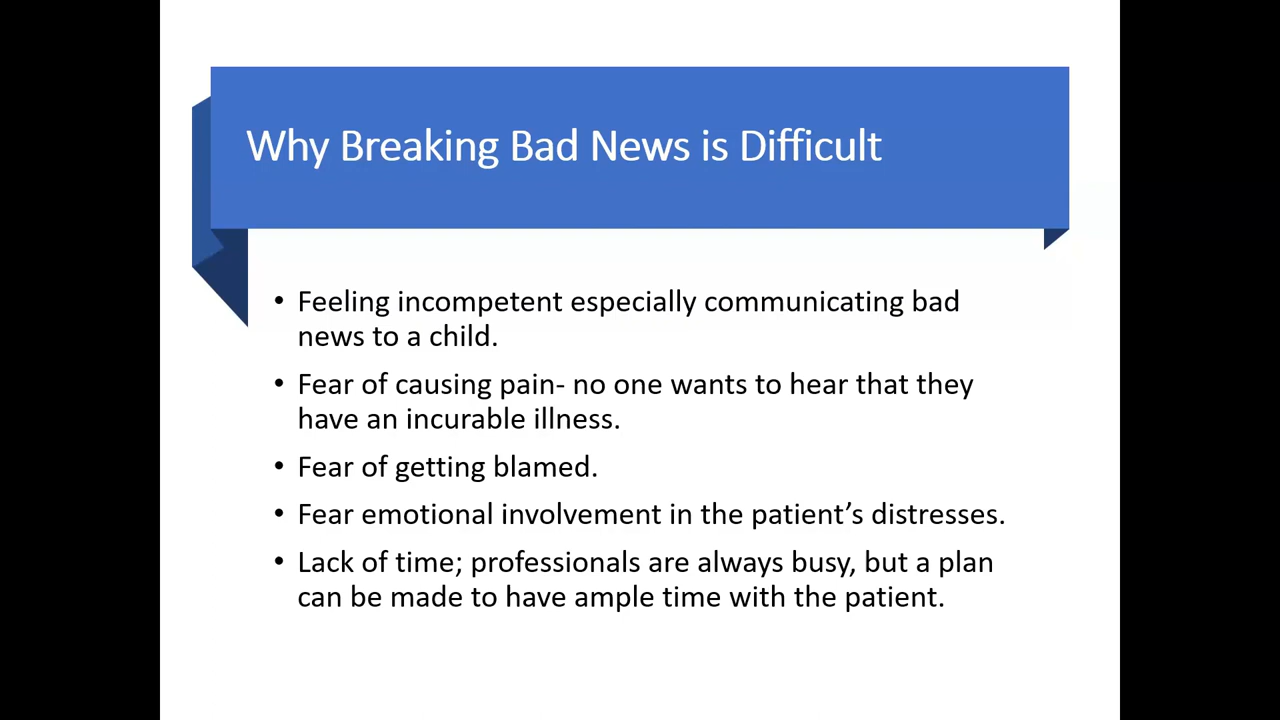 Why Breaking Bad News is Difficult
• Feeling incompetent especially communicating bad
news to a child.
• Fear of causing pain- no one wants to hear that they
have an incurable illness.
• Fear of getting blamed.
• Fear emotional involvement in the patient’s distresses.
• Lack of time; professionals are always busy, but a plan
can be made to have ample time with the patient.